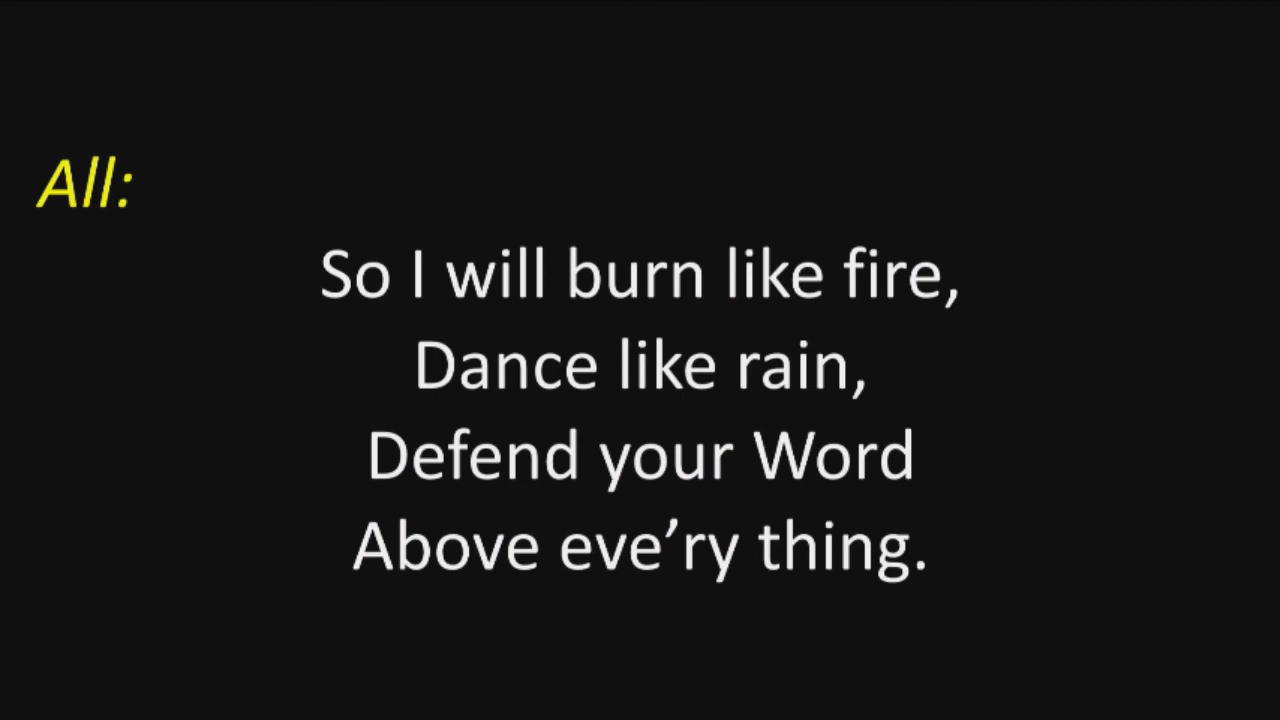 All:
So I will burn like fire,
Dance like rain,
Defend your Word
Above eve’ry thing.